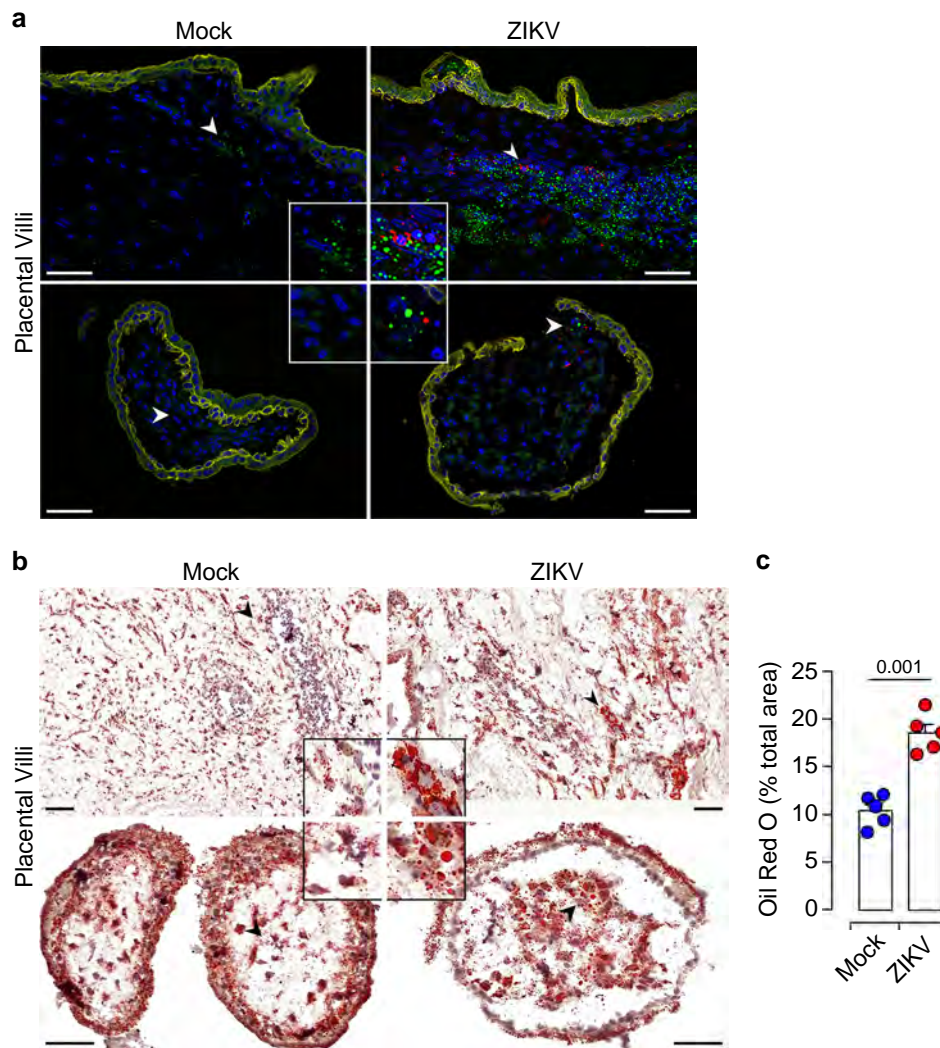 a
Mock ZIKV
Placental Villi
b
Mock ZIKV
Placental Villi
c
0.001
Oil Red O (% total area)
25
20
15
10
5
0
Mock
ZIKV